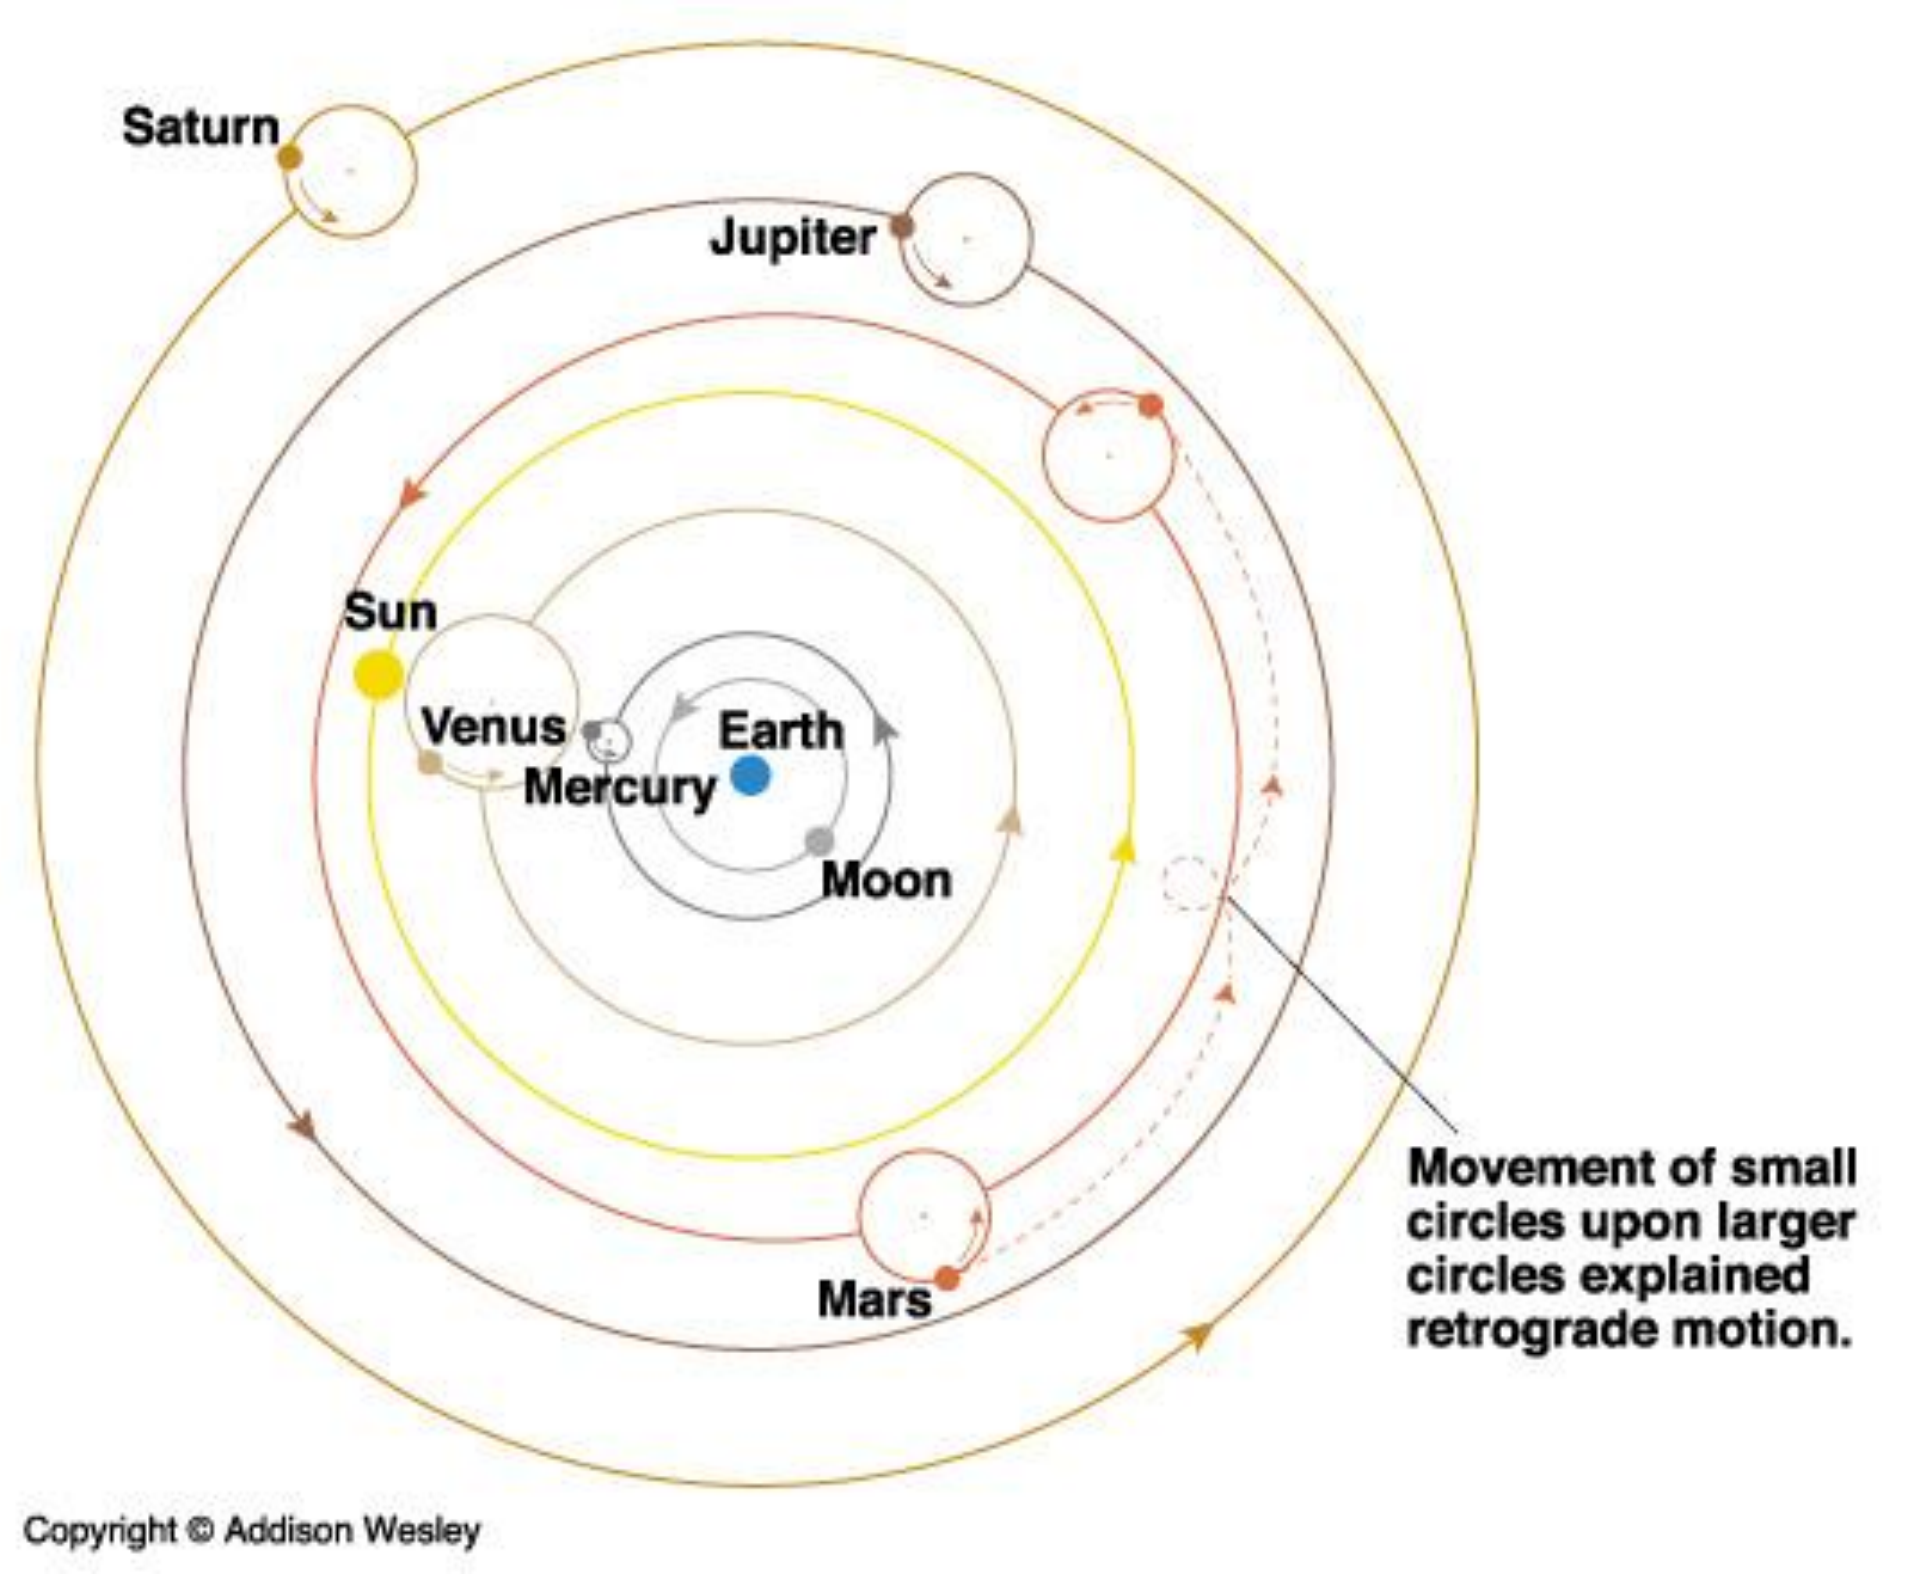 Saturn
Jupiter
Sun
Venus
Earth
Mercury
Moon
Mars
Movement of small
circles upon larger
circles explained
retrograde motion.
Copyright © Addison Wesley